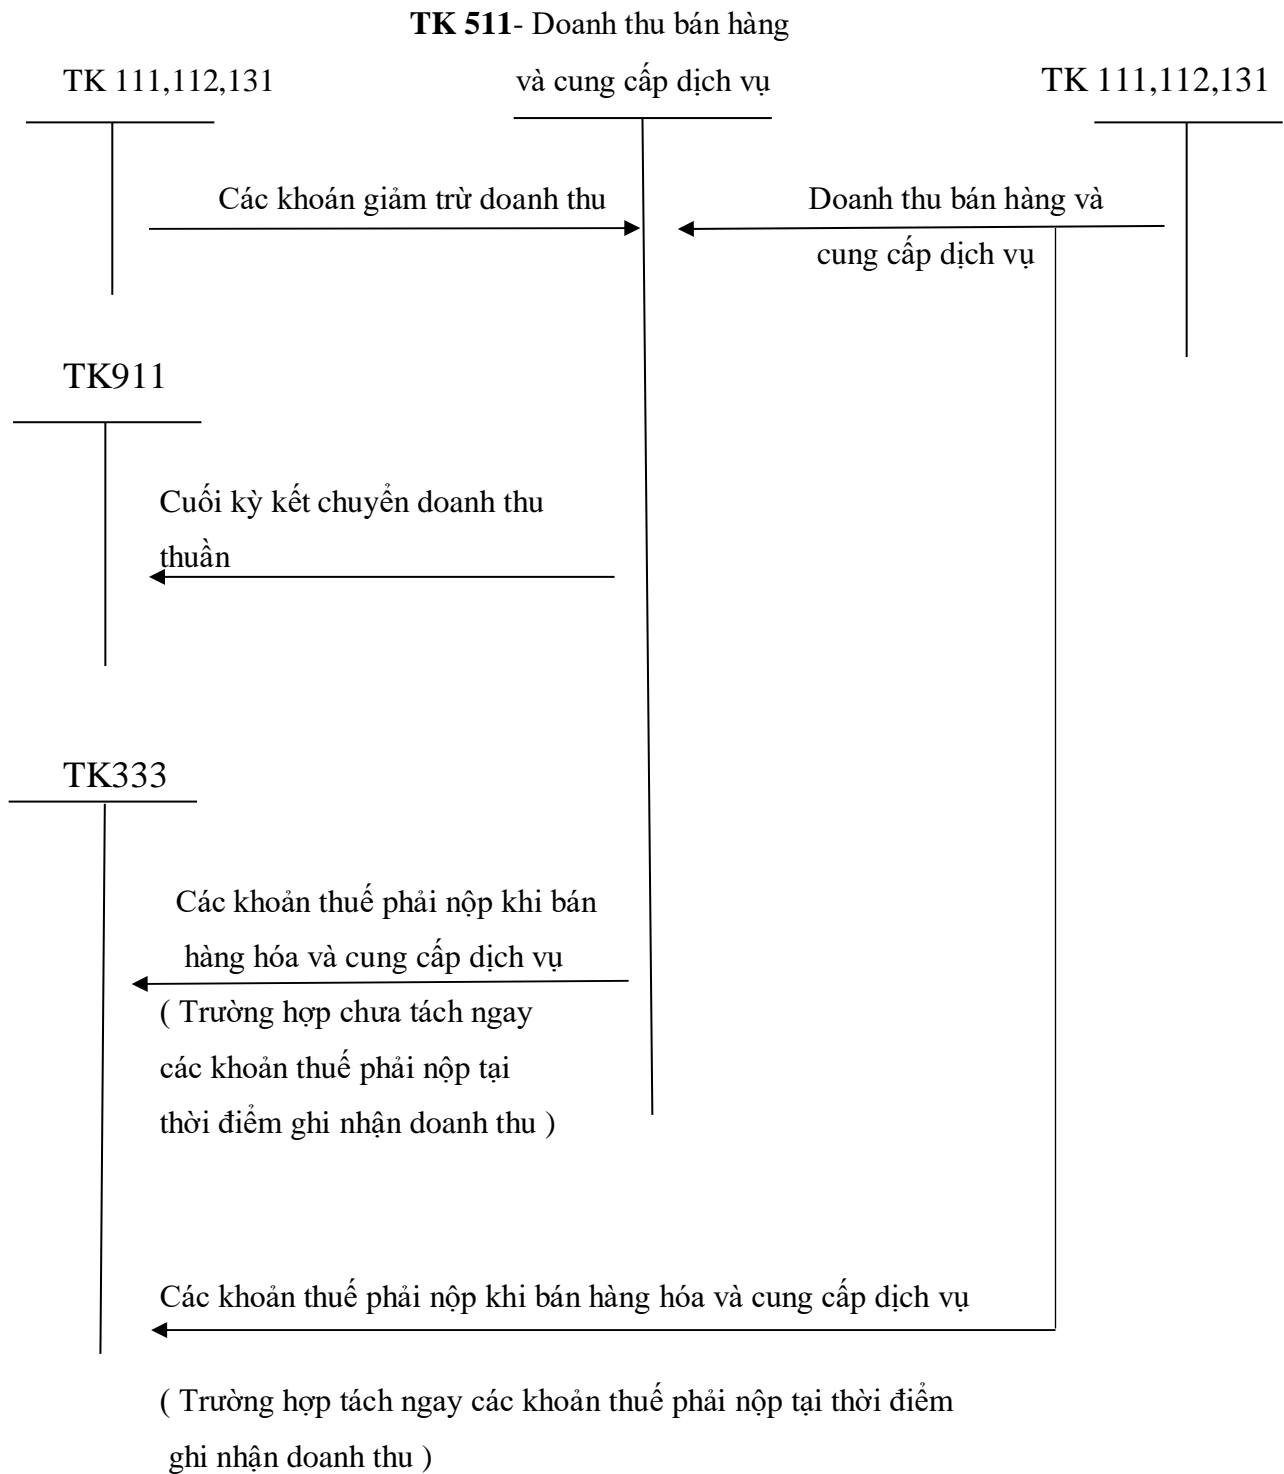 TK 511- Doanh thu bán hàng
và cung cấp dịch vụ
TK 111,112,131
TK 111,112,131
Các khoán giảm trừ doanh thu
Doanh thu bán hàng và
cung cấp dịch vụ
TK911
Cuối kỳ kết chuyển doanh thu
thuần
TK333
Các khoản thuế phải nộp khi bán
hàng hóa và cung cấp dịch vụ
( Trường hợp chưa tách ngay
các khoản thuế phải nộp tại
thời điểm ghi nhận doanh thu )
Các khoản thuế phải nộp khi bán hàng hóa và cung cấp dịch vụ
( Trường hợp tách ngay các khoản thuế phải nộp tại thời điểm
ghi nhận doanh thu )